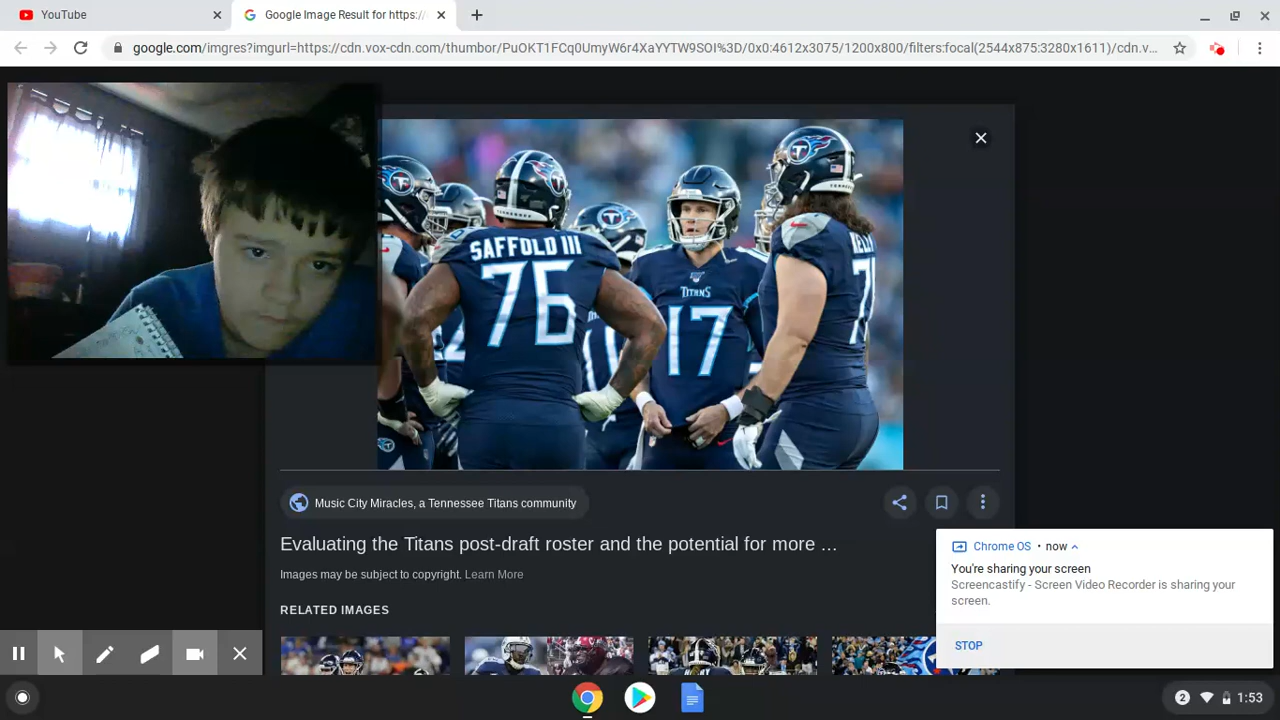 YouTube
Google Image Result for https://
google.com/imgres?imgurl=https://cdn.vox-cdn.com/thumbor/PuOKT1FCq0UmyW6r4XaYYTW9SOI%3D/0x0:4612x3075/1200x800/filters:focal(2544x875:3280x1611)/cdn.v...
SAFFOLD III
76
TITANS
17
Music City Miracles, a Tennessee Titans community
Evaluating the Titans post-draft roster and the potential for more ...
Images may be subject to copyright. Learn More
RELATED IMAGES
Chrome OS • now
You're sharing your screen
Screencastify - Screen Video Recorder is sharing your
screen.
STOP
2
1:53